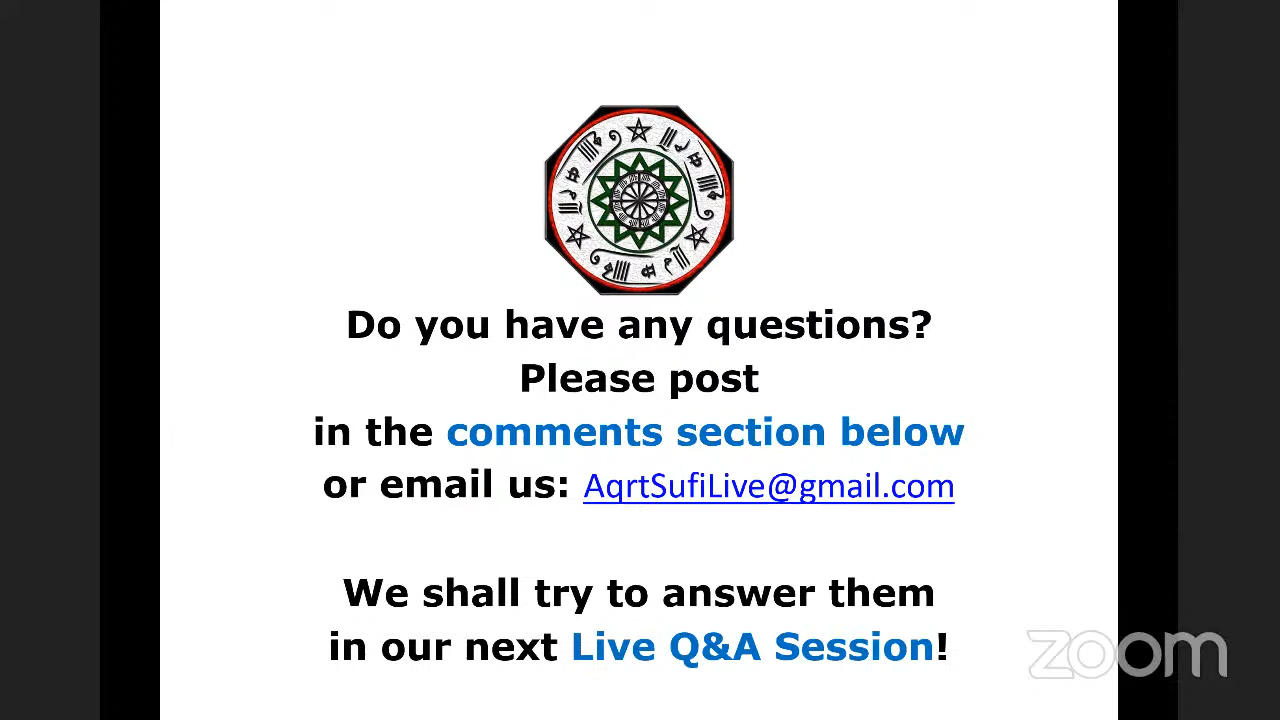 Do you have any questions?
Please post
in the comments section below
or email us: AqrtSufiLive@gmail.com
We shall try to answer them
in our next Live Q&A Session!
zoom